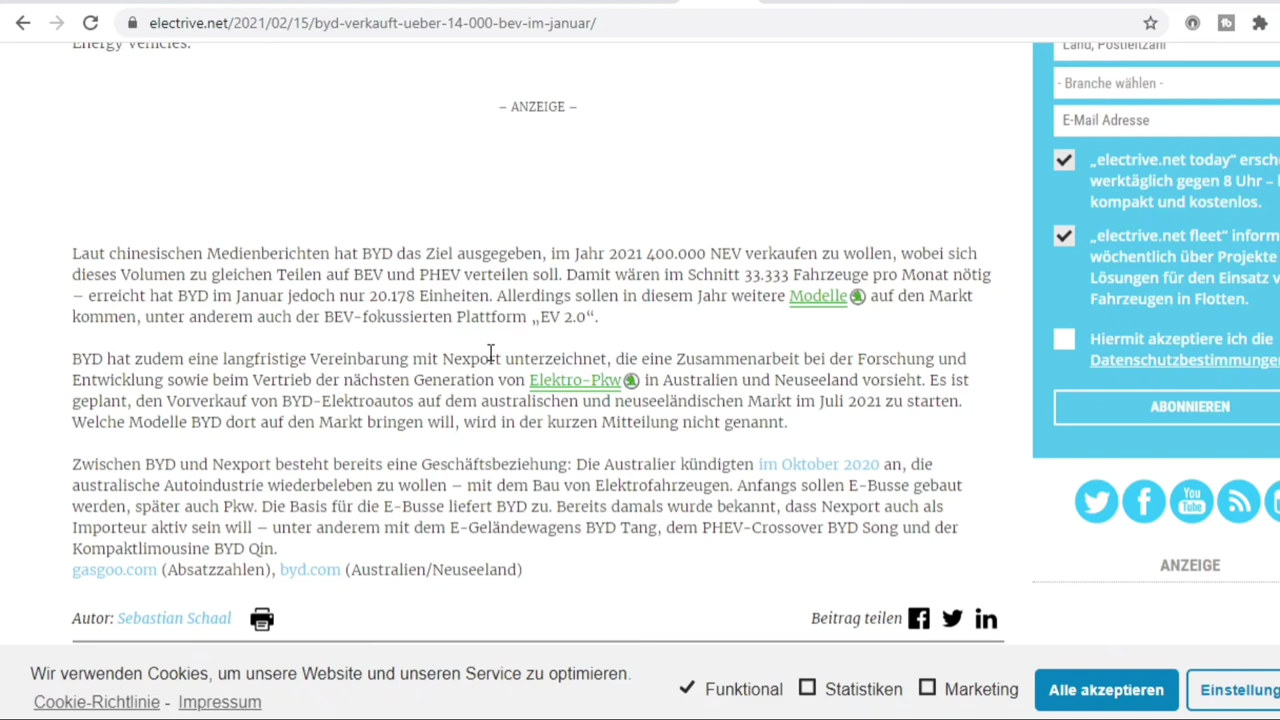 electrive.net/2021/02/15/byd-verkauft-ueber-14-000-bev-im-januar/
Energy Vehicles.
– ANZEIGE –
Laut chinesischen Medienberichten hat BYD das Ziel ausgegeben, im Jahr 2021 400.000 NEV verkaufen zu wollen, wobei sich
dieses Volumen zu gleichen Teilen auf BEV und PHEV verteilen soll. Damit wären im Schnitt 33.333 Fahrzeuge pro Monat nötig
– erreicht hat BYD im Januar jedoch nur 20.178 Einheiten. Allerdings sollen in diesem Jahr weitere Modelle auf den Markt
kommen, unter anderem auch der BEV-fokussierten Plattform „EV 2.0“.
BYD hat zudem eine langfristige Vereinbarung mit Nexport unterzeichnet, die eine Zusammenarbeit bei der Forschung und
Entwicklung sowie beim Vertrieb der nächsten Generation von Elektro-Pkw in Australien und Neuseeland vorsieht. Es ist
geplant, den Vorverkauf von BYD-Elektroautos auf dem australischen und neuseeländischen Markt im Juli 2021 zu starten.
Welche Modelle BYD dort auf den Markt bringen will, wird in der kurzen Mitteilung nicht genannt.
Zwischen BYD und Nexport besteht bereits eine Geschäftsbeziehung: Die Australier kündigten im Oktober 2020 an, die
australische Autoindustrie wiederbeleben zu wollen – mit dem Bau von Elektrofahrzeugen. Anfangs sollen E-Busse gebaut
werden, später auch Pkw. Die Basis für die E-Busse liefert BYD zu. Bereits damals wurde bekannt, dass Nexport auch als
Importeur aktiv sein will – unter anderem mit dem E-Geländewagens BYD Tang, dem PHEV-Crossover BYD Song und der
Kompaktlimousine BYD Qin.
gasgoo.com (Absatzzahlen), byd.com (Australien/Neuseeland)
Autor: Sebastian Schaal
Beitrag teilen
Land, Postleitzahl
- Branche wählen -
E-Mail Adresse
„electrive.net today“ ersche
werktäglich gegen 8 Uhr –
kompakt und kostenlos.
„electrive.net fleet“ inform
wöchentlich über Projekte
Lösungen für den Einsatz v
Fahrzeugen in Flotten.
Hiermit akzeptiere ich die
Datenschutzbestimmunge
ABONNIEREN
You
Tube
ANZEIGE
Wir verwenden Cookies, um unsere Website und unseren Service zu optimieren.
Cookie-Richtlinie - Impressum
Funktional
Statistiken
Marketing
Alle akzeptieren
Einstellung